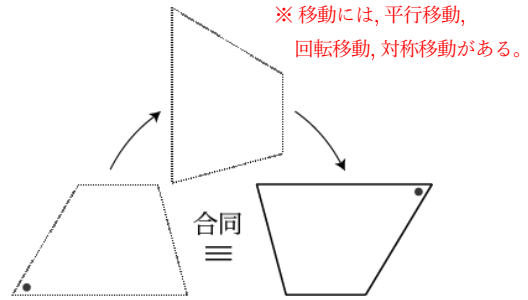 ※ 移動には, 平行移動,
回転移動, 対称移動がある。
合同
≡